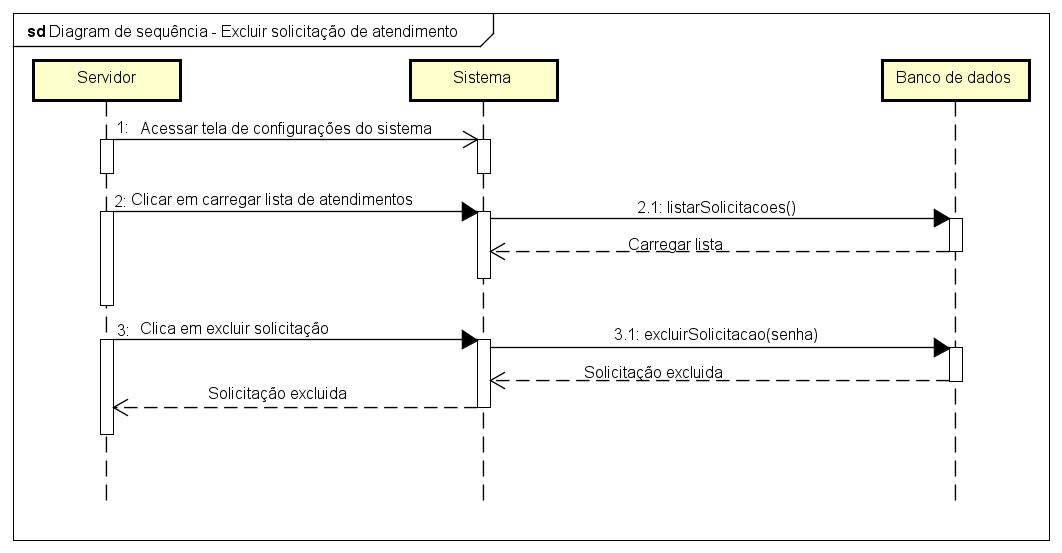 sd Diagram de sequência - Excluir solicitação de atendimento
Servidor
Sistema
Banco de dados
1: Acessar tela de configurações do sistema
2: Clicar em carregar lista de atendimentos
2.1: listarSolicitacoes()
Carregar lista
3: Clica em excluir solicitação
3.1: excluirSolicitacao(senha)
Solicitação excluida
Solicitação excluida